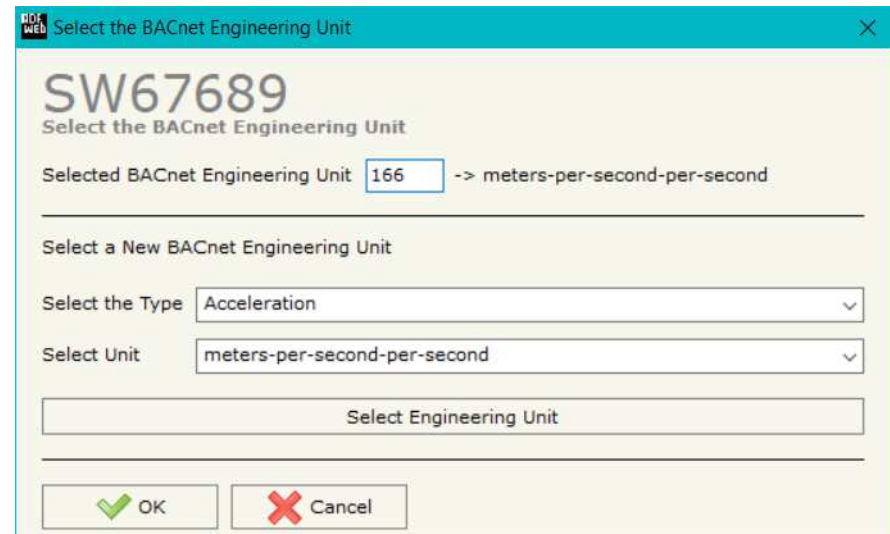 ADF
WEB Select the BACnet Engineering Unit
SW67689
Select the BACnet Engineering Unit
Selected BACnet Engineering Unit 166 -> meters-per-second-per-second
Select a New BACnet Engineering Unit
Select the Type Acceleration
Select Unit meters-per-second-per-second
Select Engineering Unit
OK Cancel